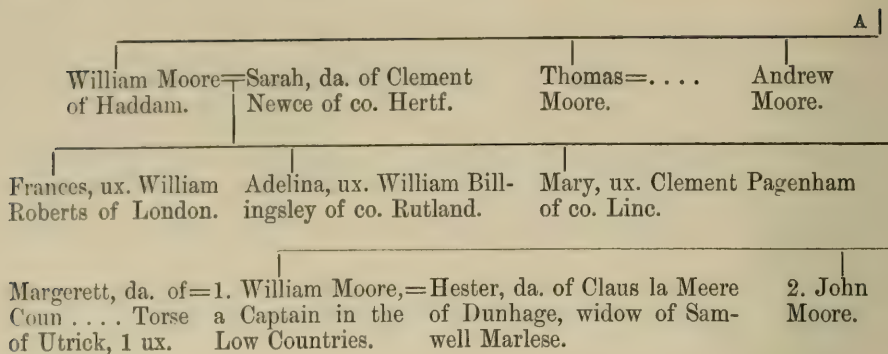 A
William Moore=Sarah, da. of Clement Thomas=.... Andrew
of Haddam. Newce of co. Hertf. Moore. Moore.
Frances, ux. William Adelina, ux. William Bill- Mary, ux. Clement Pagenham
Roberts of London. ingsley of co. Rutland. of co. Linc.
Margerett, da. of=1. William Moore,=Hester, da. of Claus la Meere 2. John
Coun .... Torse a Captain in the of Dunhage, widow of Sam- Moore.
of Utrick, 1 ux. Low Countries. well Marlese.